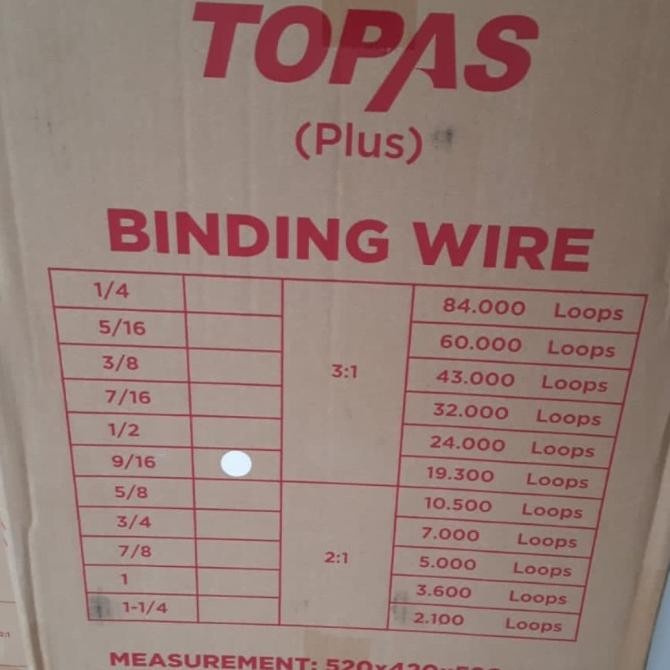 TOPAS
(Plus)
BINDING WIRE
1/4 84.000 Loops
5/16 60.000 Loops
3/8 3:1 43.000 Loops
7/16 32.000 Loops
1/2 24.000 Loops
9/16 19.300 Loops
5/8 10.500 Loops
3/4 7.000 Loops
7/8 2:1 5.000 Loops
1 3.600 Loops
1-1/4 2.100 Loops
MEASUREMENT: